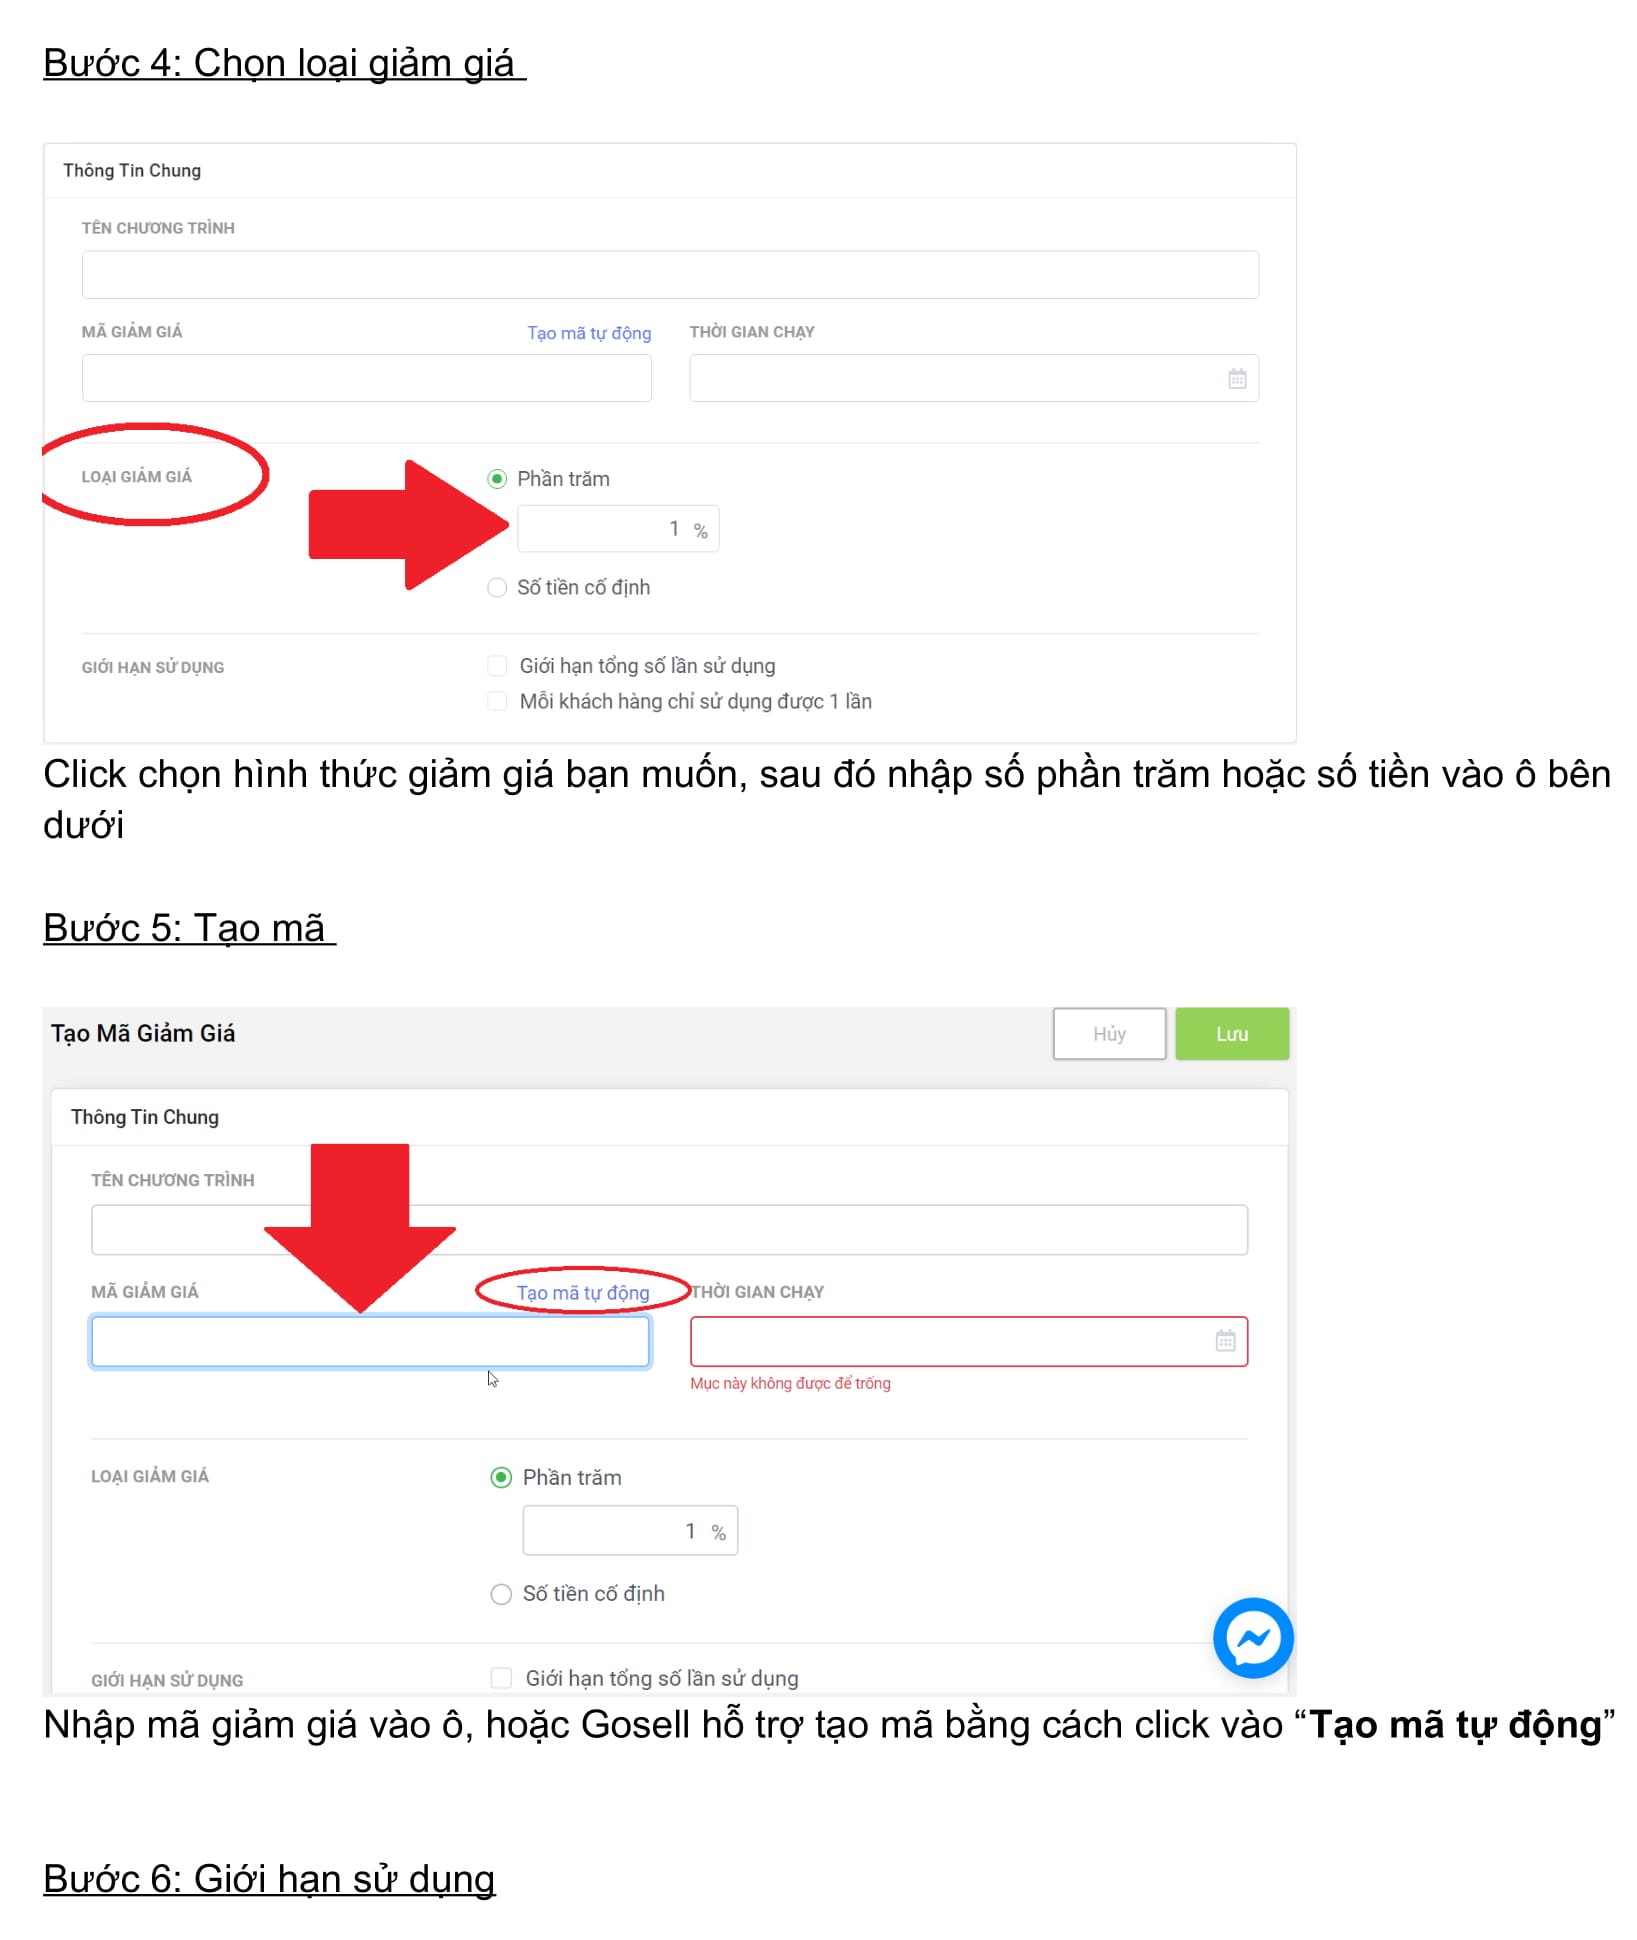 Bước 4: Chọn loại giảm giá
Thông Tin Chung
TÊN CHƯƠNG TRÌNH
MÃ GIẢM GIÁ Tạo mã tự động THỜI GIAN CHẠY
LOẠI GIẢM GIÁ Phần trăm
1 %
Số tiền cố định
GIỚI HẠN SỬ DỤNG Giới hạn tổng số lần sử dụng
Mỗi khách hàng chỉ sử dụng được 1 lần
Click chọn hình thức giảm giá bạn muốn, sau đó nhập số phần trăm hoặc số tiền vào ô bên
dưới
Bước 5: Tạo mã
Tạo Mã Giảm Giá Hủy Lưu
Thông Tin Chung
TÊN CHƯƠNG TRÌNH
MÃ GIẢM GIÁ Tạo mã tự động THỜI GIAN CHẠY
Mục này không được để trống
LOẠI GIẢM GIÁ Phần trăm
1 %
Số tiền cố định
GIỚI HẠN SỬ DỤNG Giới hạn tổng số lần sử dụng
Nhập mã giảm giá vào ô, hoặc Gosell hỗ trợ tạo mã bằng cách click vào “Tạo mã tự động”
Bước 6: Giới hạn sử dụng